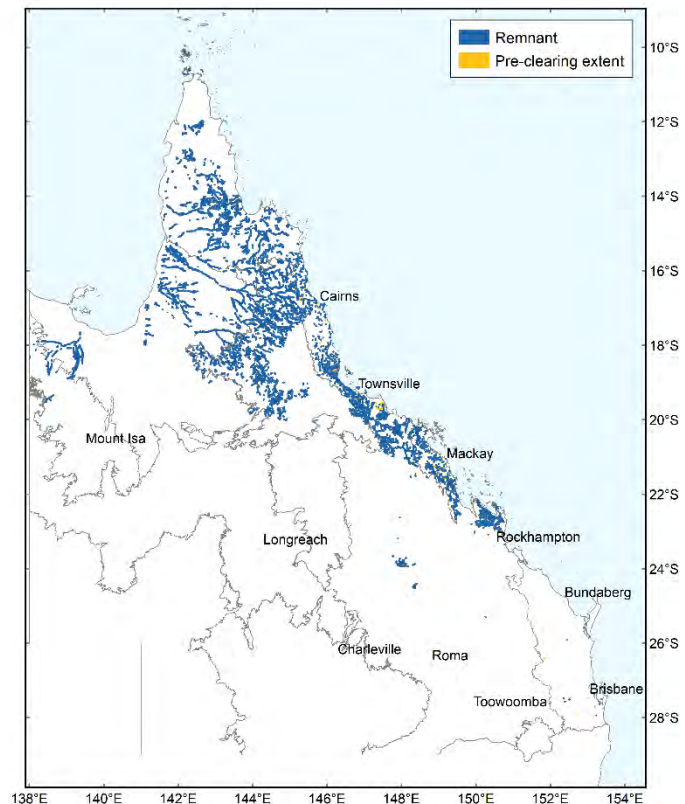 Remnant
Pre-clearing extent
10°S
12°S
14°S
16°S
Cairns
18°S
Townsville
20°S
Mount Isa
Mackay
22°S
Longreach
Rockhampton
24°S
Bundaberg
26°S
Charleville
Roma
Brisbane
Toowoomba
28°S
138°E 140°E 142°E 144°E 146°E 148°E 150°E 152°E 154°E